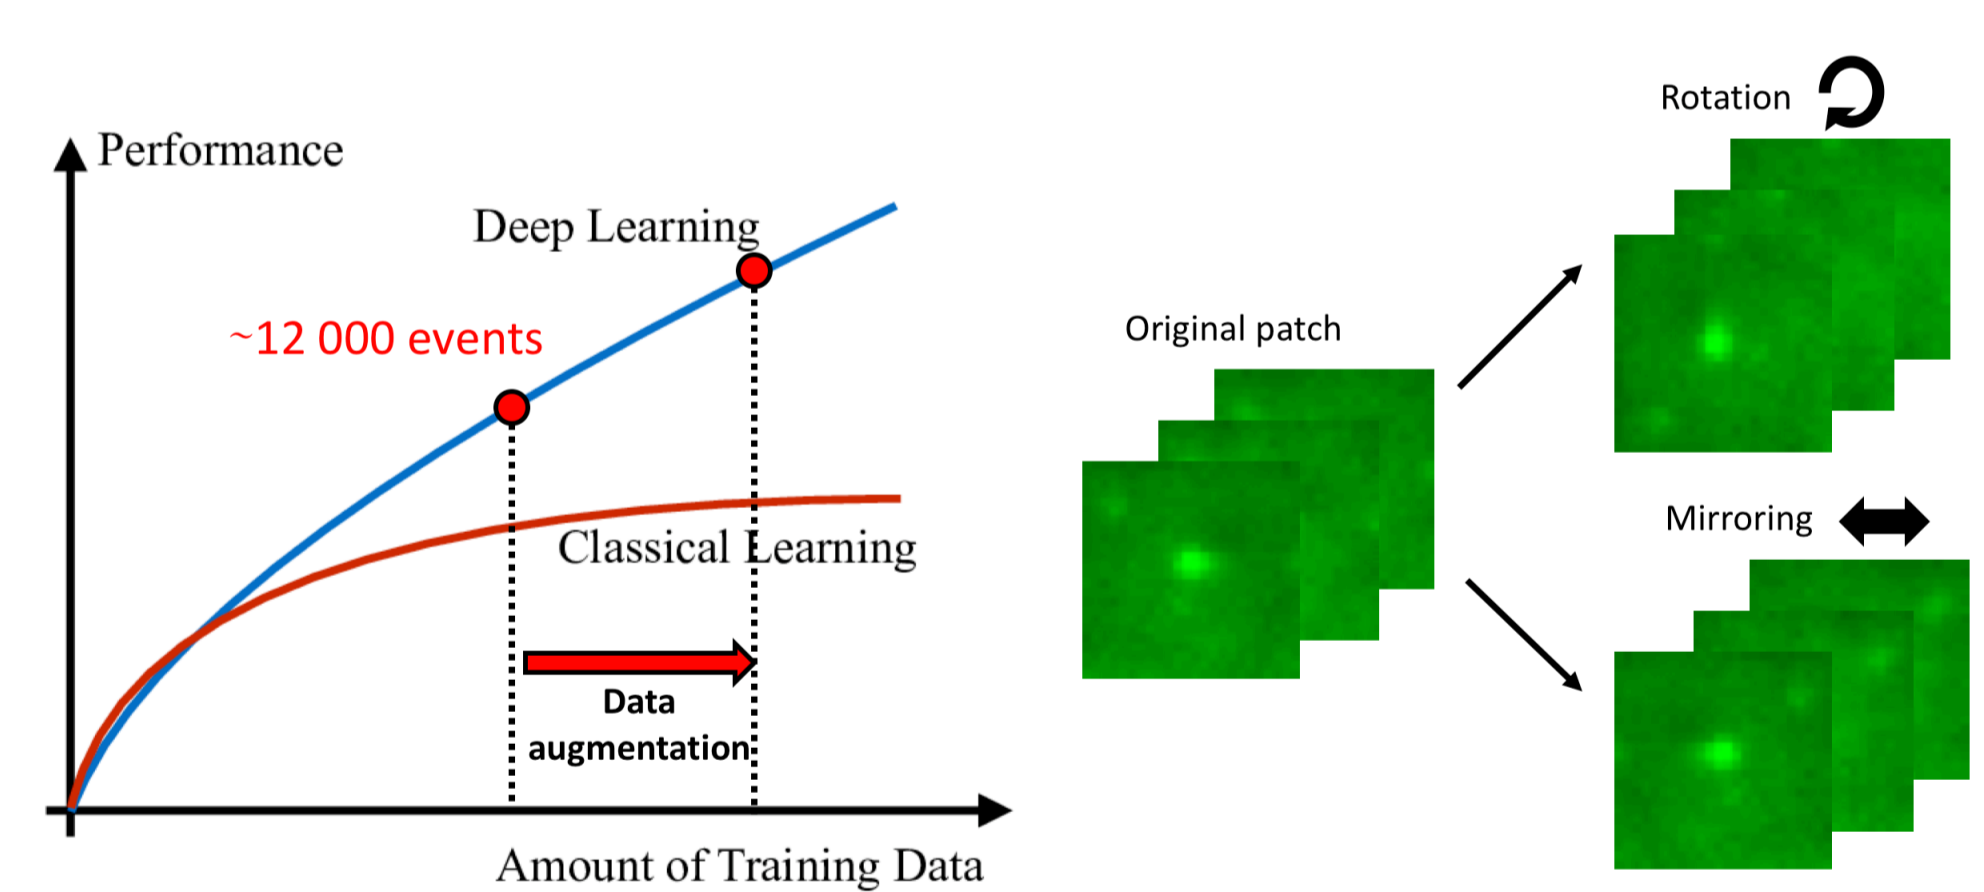 Performance
Deep Learning
~12 000 events
Classical Learning
Data
augmentation
Amount of Training Data
Original patch
Rotation
Mirroring